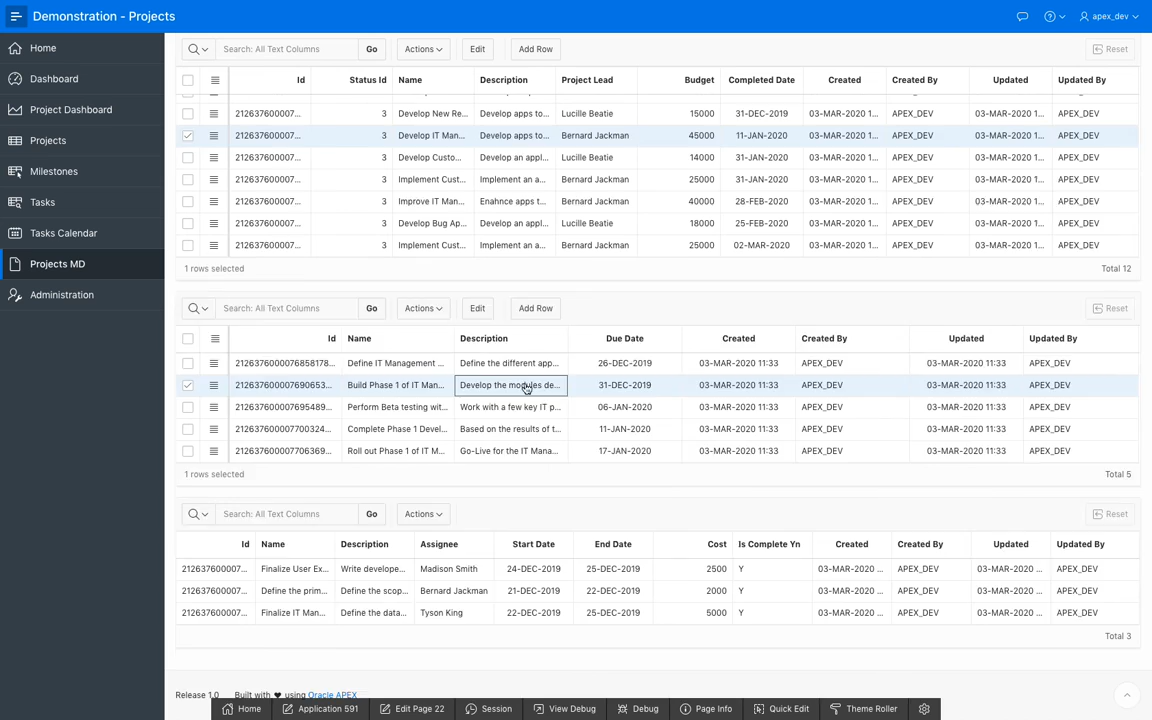 Demonstration - Projects
apex_dev
Home
Dashboard
Project Dashboard
Projects
Milestones
Tasks
Tasks Calendar
Projects MD
Administration
Search: All Text Columns Go Actions Edit Add Row Reset
Id Status Id Name Description Project Lead Budget Completed Date Created Created By Updated Updated By
212637600007... 3 Develop New Re... Develop apps to... Lucille Beatie 15000 31-DEC-2019 03-MAR-2020 1... APEX_DEV 03-MAR-2020 1... APEX_DEV
212637600007... 3 Develop IT Man... Develop apps to... Bernard Jackman 45000 11-JAN-2020 03-MAR-2020 1... APEX_DEV 03-MAR-2020 1... APEX_DEV
212637600007... 3 Develop Custo... Develop an appl... Lucille Beatie 14000 31-JAN-2020 03-MAR-2020 1... APEX_DEV 03-MAR-2020 1... APEX_DEV
212637600007... 3 Implement Cust... Implement an a... Bernard Jackman 25000 31-JAN-2020 03-MAR-2020 1... APEX_DEV 03-MAR-2020 1... APEX_DEV
212637600007... 3 Improve IT Man... Enahnce apps t... Bernard Jackman 40000 28-FEB-2020 03-MAR-2020 1... APEX_DEV 03-MAR-2020 1... APEX_DEV
212637600007... 3 Develop Bug Ap... Develop an appl... Lucille Beatie 18000 25-FEB-2020 03-MAR-2020 1... APEX_DEV 03-MAR-2020 1... APEX_DEV
212637600007... 3 Implement Cust... Implement an a... Bernard Jackman 25000 02-MAR-2020 03-MAR-2020 1... APEX_DEV 03-MAR-2020 1... APEX_DEV
1 rows selected Total 12
Search: All Text Columns Go Actions Edit Add Row Reset
Id Name Description Due Date Created Created By Updated Updated By
2126376000076858178... Define IT Management ... Define the different app... 26-DEC-2019 03-MAR-2020 11:33 APEX_DEV 03-MAR-2020 11:33 APEX_DEV
212637600007690653... Build Phase 1 of IT Man... Develop the modules de... 31-DEC-2019 03-MAR-2020 11:33 APEX_DEV 03-MAR-2020 11:33 APEX_DEV
212637600007695489... Perform Beta testing wit... Work with a few key IT p... 06-JAN-2020 03-MAR-2020 11:33 APEX_DEV 03-MAR-2020 11:33 APEX_DEV
212637600007700324... Complete Phase 1 Devel... Based on the results of t... 11-JAN-2020 03-MAR-2020 11:33 APEX_DEV 03-MAR-2020 11:33 APEX_DEV
212637600007706369... Roll out Phase 1 of IT M... Go-Live for the IT Mana... 17-JAN-2020 03-MAR-2020 11:33 APEX_DEV 03-MAR-2020 11:33 APEX_DEV
1 rows selected Total 5
Search: All Text Columns Go Actions Reset
Id Name Description Assignee Start Date End Date Cost Is Complete Yn Created Created By Updated Updated By
212637600007... Finalize User Ex... Write develope... Madison Smith 24-DEC-2019 25-DEC-2019 2500 Y 03-MAR-2020 ... APEX_DEV 03-MAR-2020 ... APEX_DEV
212637600007... Define the prim... Define the scop... Bernard Jackman 21-DEC-2019 22-DEC-2019 2000 Y 03-MAR-2020 ... APEX_DEV 03-MAR-2020 ... APEX_DEV
212637600007... Finalize IT Man... Define the data... Tyson King 22-DEC-2019 25-DEC-2019 5000 Y 03-MAR-2020 ... APEX_DEV 03-MAR-2020 ... APEX_DEV
Total 3
Release 1.0 Built with ♥ using Oracle APEX
Home Application 591 Edit Page 22 Session View Debug Debug Page Info Quick Edit Theme Roller